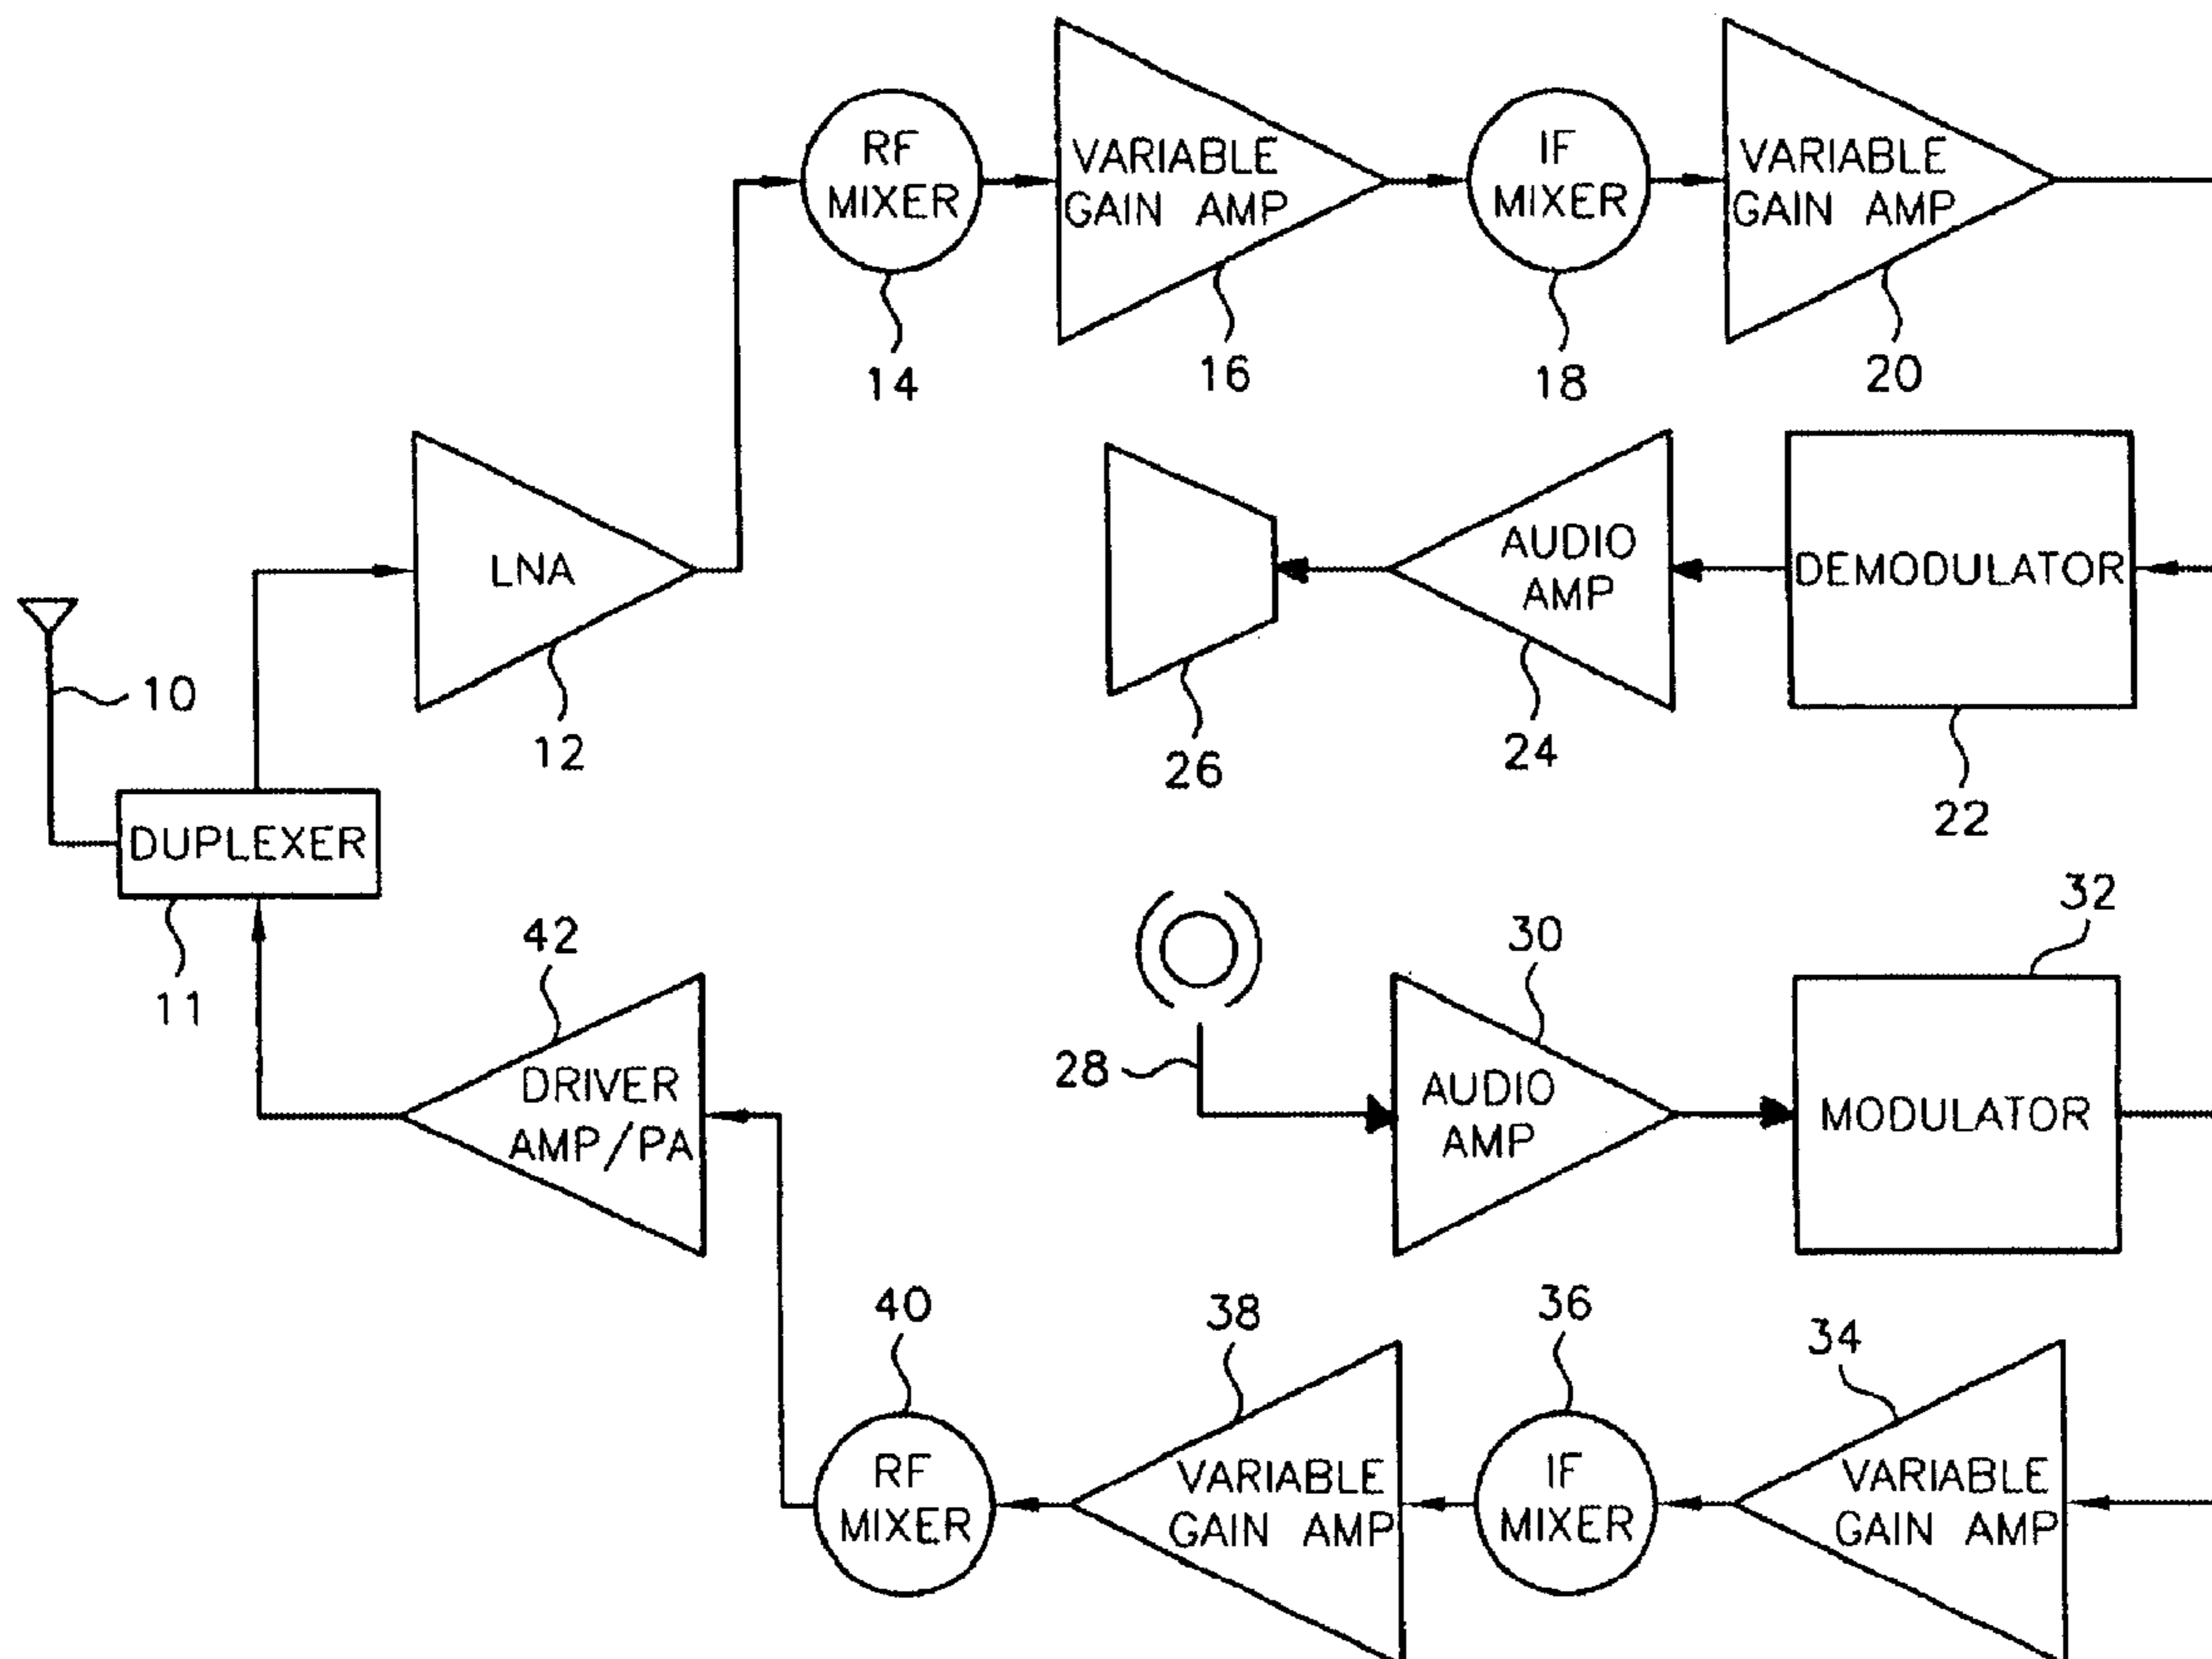 RF
MIXER
14
VARIABLE
GAIN AMP
16
IF
MIXER
18
VARIABLE
GAIN AMP
20
LNA
12
26
AUDIO
AMP
24
DEMODULATOR
22
10
DUPLEXER
11
42
DRIVER
AMP/PA
28
30
AUDIO
AMP
32
MODULATOR
40
RF
MIXER
38
VARIABLE
GAIN AMP
36
IF
MIXER
34
VARIABLE
GAIN AMP